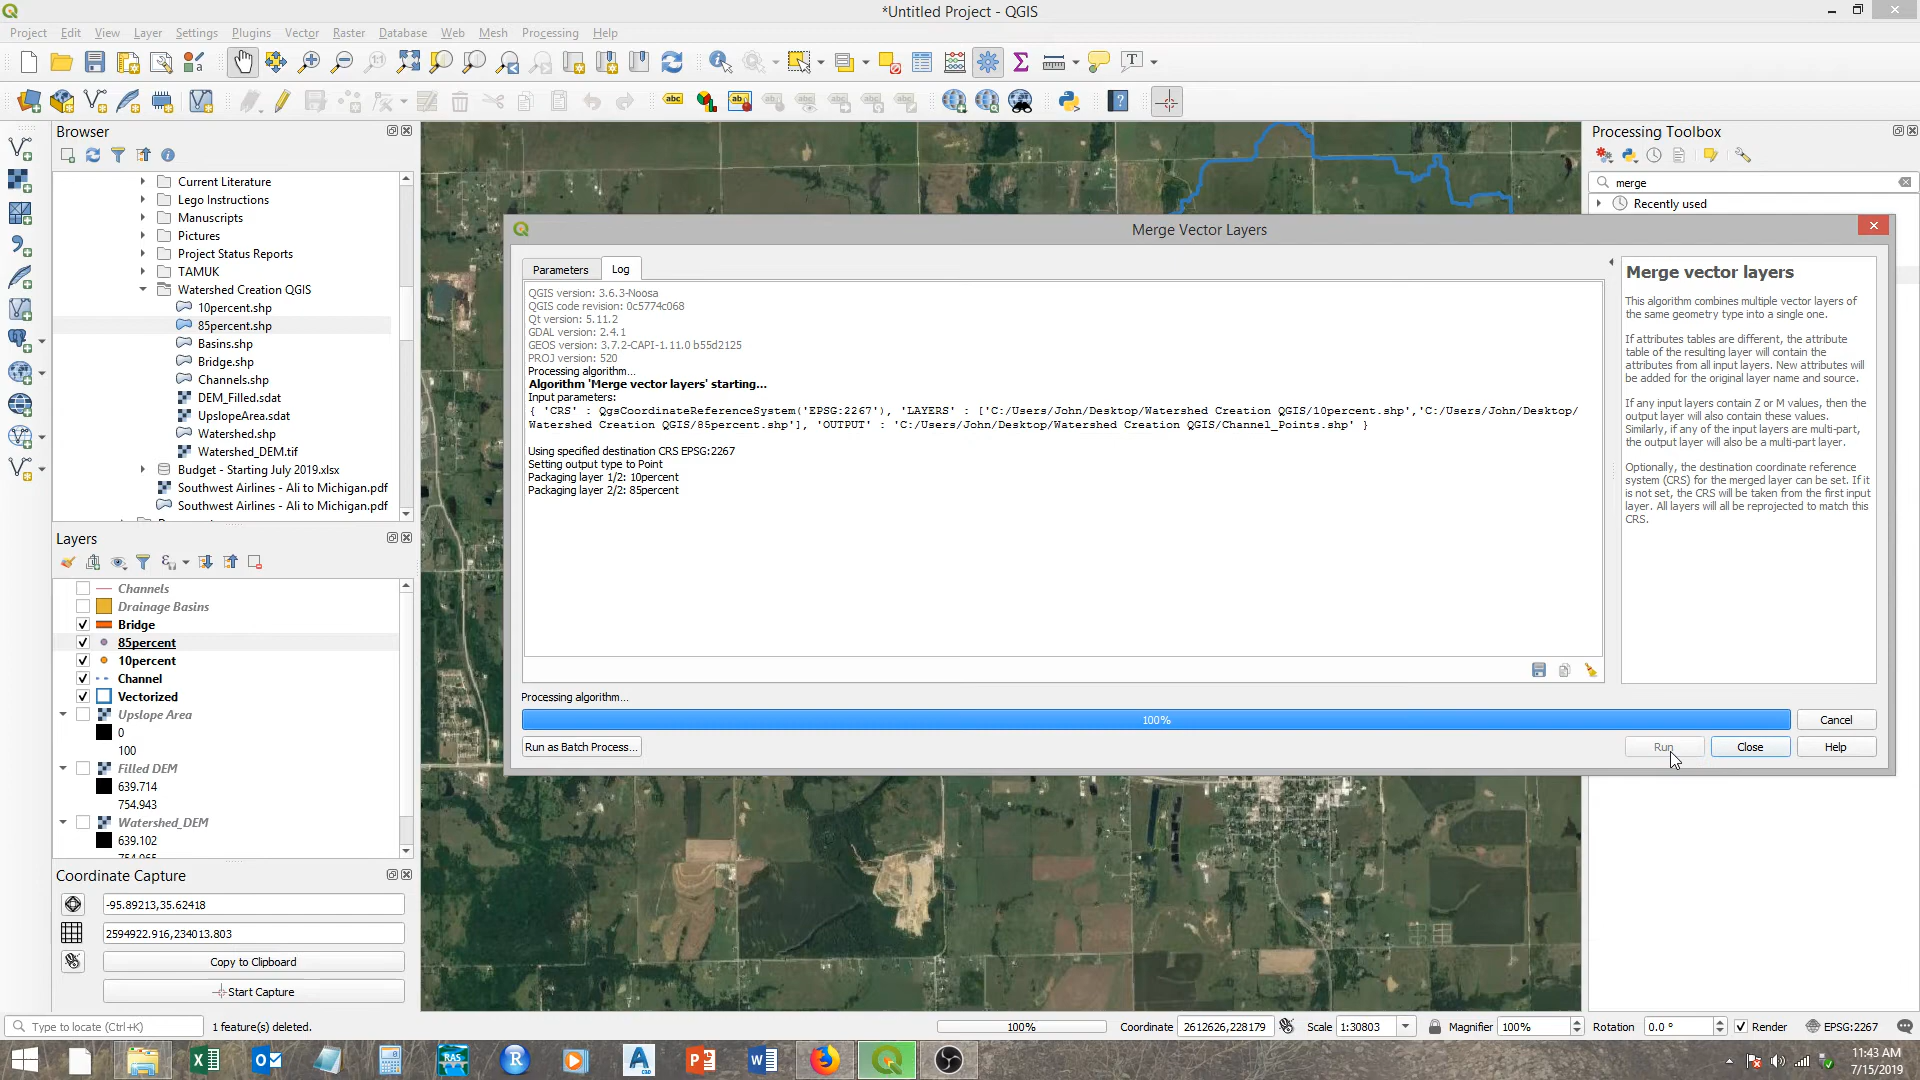 *Untitled Project - QGIS
Project Edit View Layer Settings Plugins Vector Raster Database Web Mesh Processing Help
Browser
Current Literature
Lego Instructions
Manuscripts
Pictures
Project Status Reports
TAMUK
Watershed Creation QGIS
10percent.shp
85percent.shp
Basins.shp
Bridge.shp
Channels.shp
DEM_Filled.sdat
UpslopeArea.sdat
Watershed.shp
Watershed_DEM.tif
Budget - Starting July 2019.xlsx
Southwest Airlines - Ali to Michigan.pdf
Southwest Airlines - Ali to Michigan.pdf
Layers
Channels
Drainage Basins
Bridge
85percent
10percent
Channel
Vectorized
Upslope Area
0
100
Filled DEM
639.714
754.943
Watershed_DEM
639.102
Coordinate Capture
-95.89213,35.62418
2594922.916,234013.803
Copy to Clipboard
Start Capture
Merge Vector Layers
Parameters Log
QGIS version: 3.6.3-Noosa
QGIS code revision: 0c5774c068
Qt version: 5.11.2
GDAL version: 2.4.1
GEOS version: 3.7.2-CAPI-1.11.0 b55d2125
PROJ version: 520
Processing algorithm...
Algorithm 'Merge vector layers' starting...
Input parameters:
{ 'CRS' : QgsCoordinateReferenceSystem('EPSG:2267'), 'LAYERS' : ['C:/Users/John/Desktop/Watershed Creation QGIS/10percent.shp','C:/Users/John/Desktop/
Watershed Creation QGIS/85percent.shp'], 'OUTPUT' : 'C:/Users/John/Desktop/Watershed Creation QGIS/Channel_Points.shp' }
Using specified destination CRS EPSG:2267
Setting output type to Point
Packaging layer 1/2: 10percent
Packaging layer 2/2: 85percent
Processing algorithm...
100%
Cancel
Run as Batch Process...
Run
Close
Help
Merge vector layers
This algorithm combines multiple vector layers of
the same geometry type into a single one.
If attributes tables are different, the attribute
table of the resulting layer will contain the
attributes from all input layers. New attributes will
be added for the original layer name and source.
If any input layers contain Z or M values, then the
output layer will also contain these values.
Similarly, if any of the input layers are multi-part,
the output layer will also be a multi-part layer.
Optionally, the destination coordinate reference
system (CRS) for the merged layer can be set. If it
is not set, the CRS will be taken from the first input
layer. All layers will all be reprojected to match this
CRS.
Processing Toolbox
merge
Recently used
Type to locate (Ctrl+K)
1 feature(s) deleted.
100%
Coordinate 2612626,228179
Scale 1:30803
Magnifier 100%
Rotation 0.0 °
Render
EPSG:2267
11:43 AM
7/15/2019